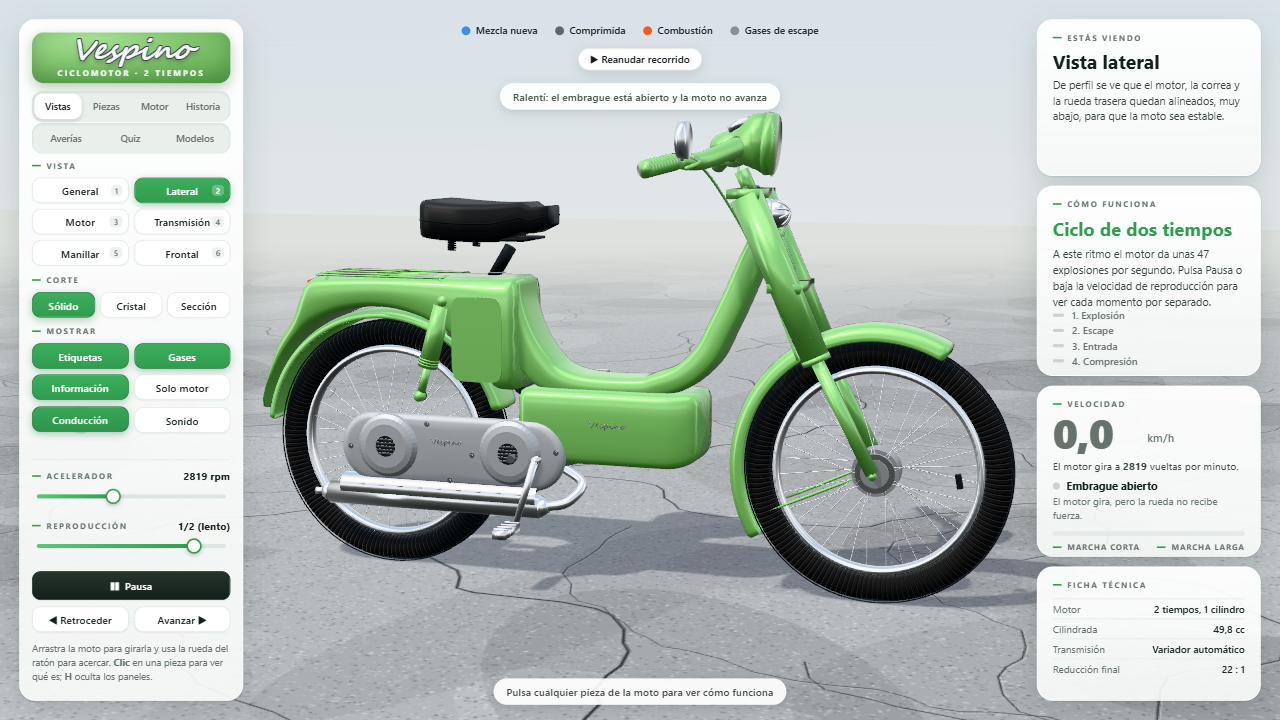 Vespino
CICLOMOTOR · 2 TIEMPOS
Vistas Piezas Motor Historia
Averías Quiz Modelos
VISTA
General 1 Lateral 2
Motor 3 Transmisión 4
Manillar 5 Frontal 6
CORTE
Sólido Cristal Sección
MOSTRAR
Etiquetas Gases
Información Solo motor
Conducción Sonido
ACELERADOR 2819 rpm
REPRODUCCIÓN 1/2 (lento)
Pausa
◀ Retroceder Avanzar ▶
Arrastra la moto para girarla y usa la rueda del
ratón para acercar. Clic en una pieza para ver
qué es; H oculta los paneles.
Mezcla nueva Comprimida Combustión Gases de escape
▶ Reanudar recorrido
Ralentí: el embrague está abierto y la moto no avanza
Vespino
Vespino
Pulsa cualquier pieza de la moto para ver cómo funciona
ESTÁS VIENDO
Vista lateral
De perfil se ve que el motor, la correa y
la rueda trasera quedan alineados, muy
abajo, para que la moto sea estable.
CÓMO FUNCIONA
Ciclo de dos tiempos
A este ritmo el motor da unas 47
explosiones por segundo. Pulsa Pausa o
baja la velocidad de reproducción para
ver cada momento por separado.
1. Explosión
2. Escape
3. Entrada
4. Compresión
VELOCIDAD
0,0 km/h
El motor gira a 2819 vueltas por minuto.
Embrague abierto
El motor gira, pero la rueda no recibe
fuerza.
MARCHA CORTA MARCHA LARGA
FICHA TÉCNICA
Motor 2 tiempos, 1 cilindro
Cilindrada 49,8 cc
Transmisión Variador automático
Reducción final 22 : 1